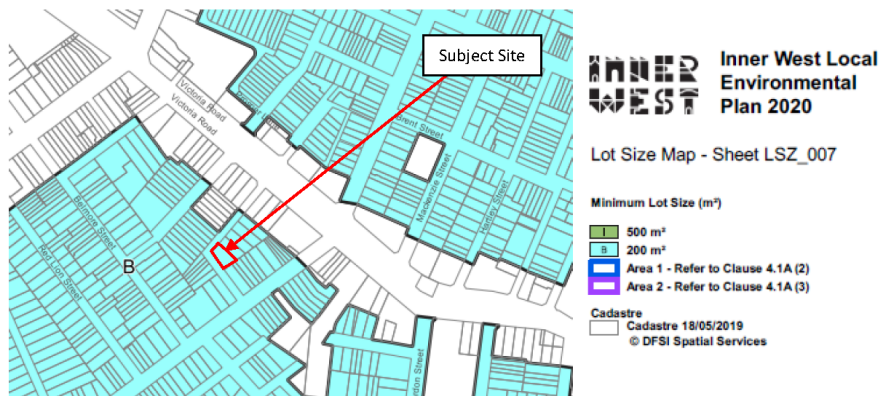 Subject Site
Victoria Road
Victoria Road
Brent Street
Mackenzie Street
Belmore Street
Red Lion Street
B
INNER
WEST
Inner West Local
Environmental
Plan 2020
Lot Size Map - Sheet LSZ_007
Minimum Lot Size (m²)
I 500 m²
B 200 m²
Area 1 - Refer to Clause 4.1A (2)
Area 2 - Refer to Clause 4.1A (3)
Cadastre
Cadastre 18/05/2019
© DFSI Spatial Services